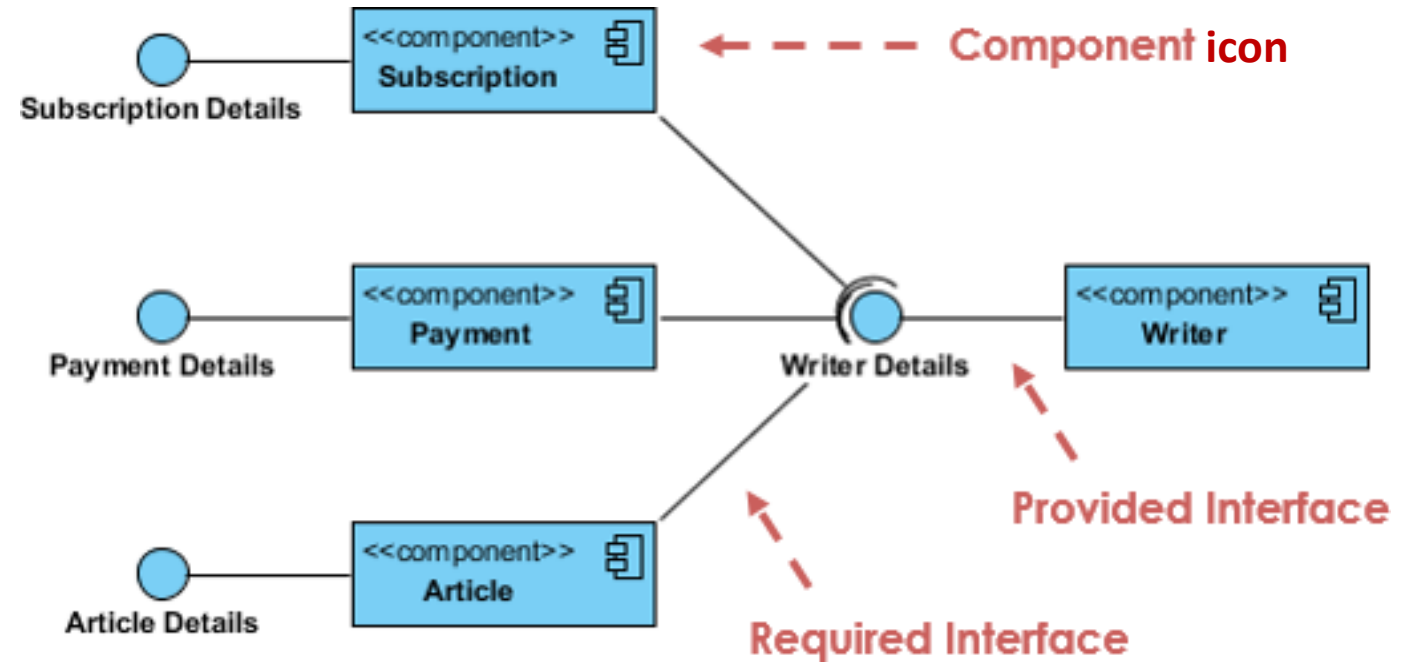 <<component>>
Subscription
Component icon
Subscription Details
<<component>>
Payment
<<component>>
Writer
Payment Details
Writer Details
Provided Interface
<<component>>
Article
Article Details
Required Interface